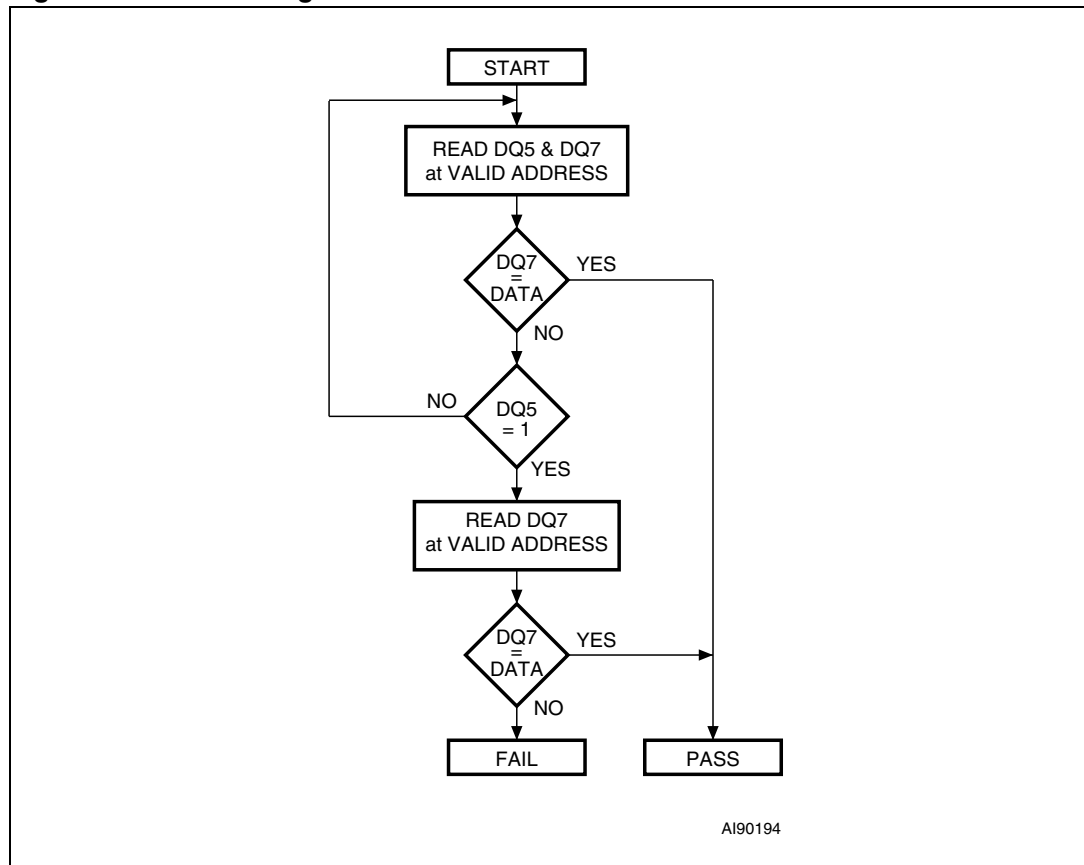 START
READ DQ5 & DQ7
at VALID ADDRESS
DQ7
=
DATA
YES
NO
NO
DQ5
= 1
YES
READ DQ7
at VALID ADDRESS
DQ7
=
DATA
YES
NO
FAIL
PASS
AI90194